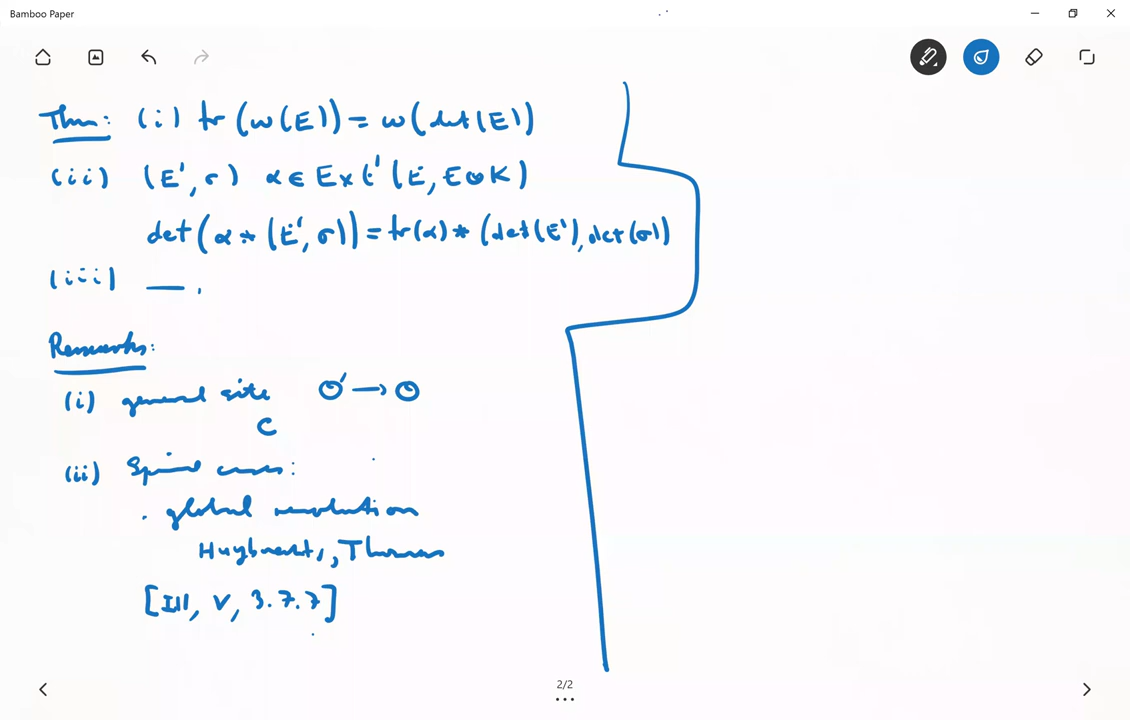 Bamboo Paper
Thm: (i) tr(ω(E)) = ω(det(E))
(ii) (E', σ) α ∈ Ext¹(E, E⊗K)
det(α * (E', σ)) = tr(α) * (det(E'), det(σ))
(iii) — .
Remarks:
(i) general site O' → O
C
(ii) Special cases:
· global resolution
Huybrechts, Thomas
[Ill, V, 3.7.7]
2/2